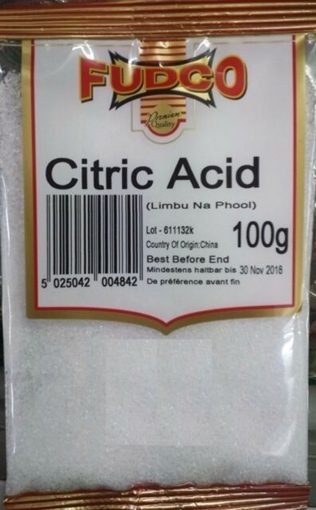 FUDCO
Premium
Quality
Citric Acid
(Limbu Na Phool)
Lot - 611132k
Country Of Origin:China
100g
Best Before End
Mindestens haltbar bis 30 Nov 2018
De préférence avant fin
5 025042 004842